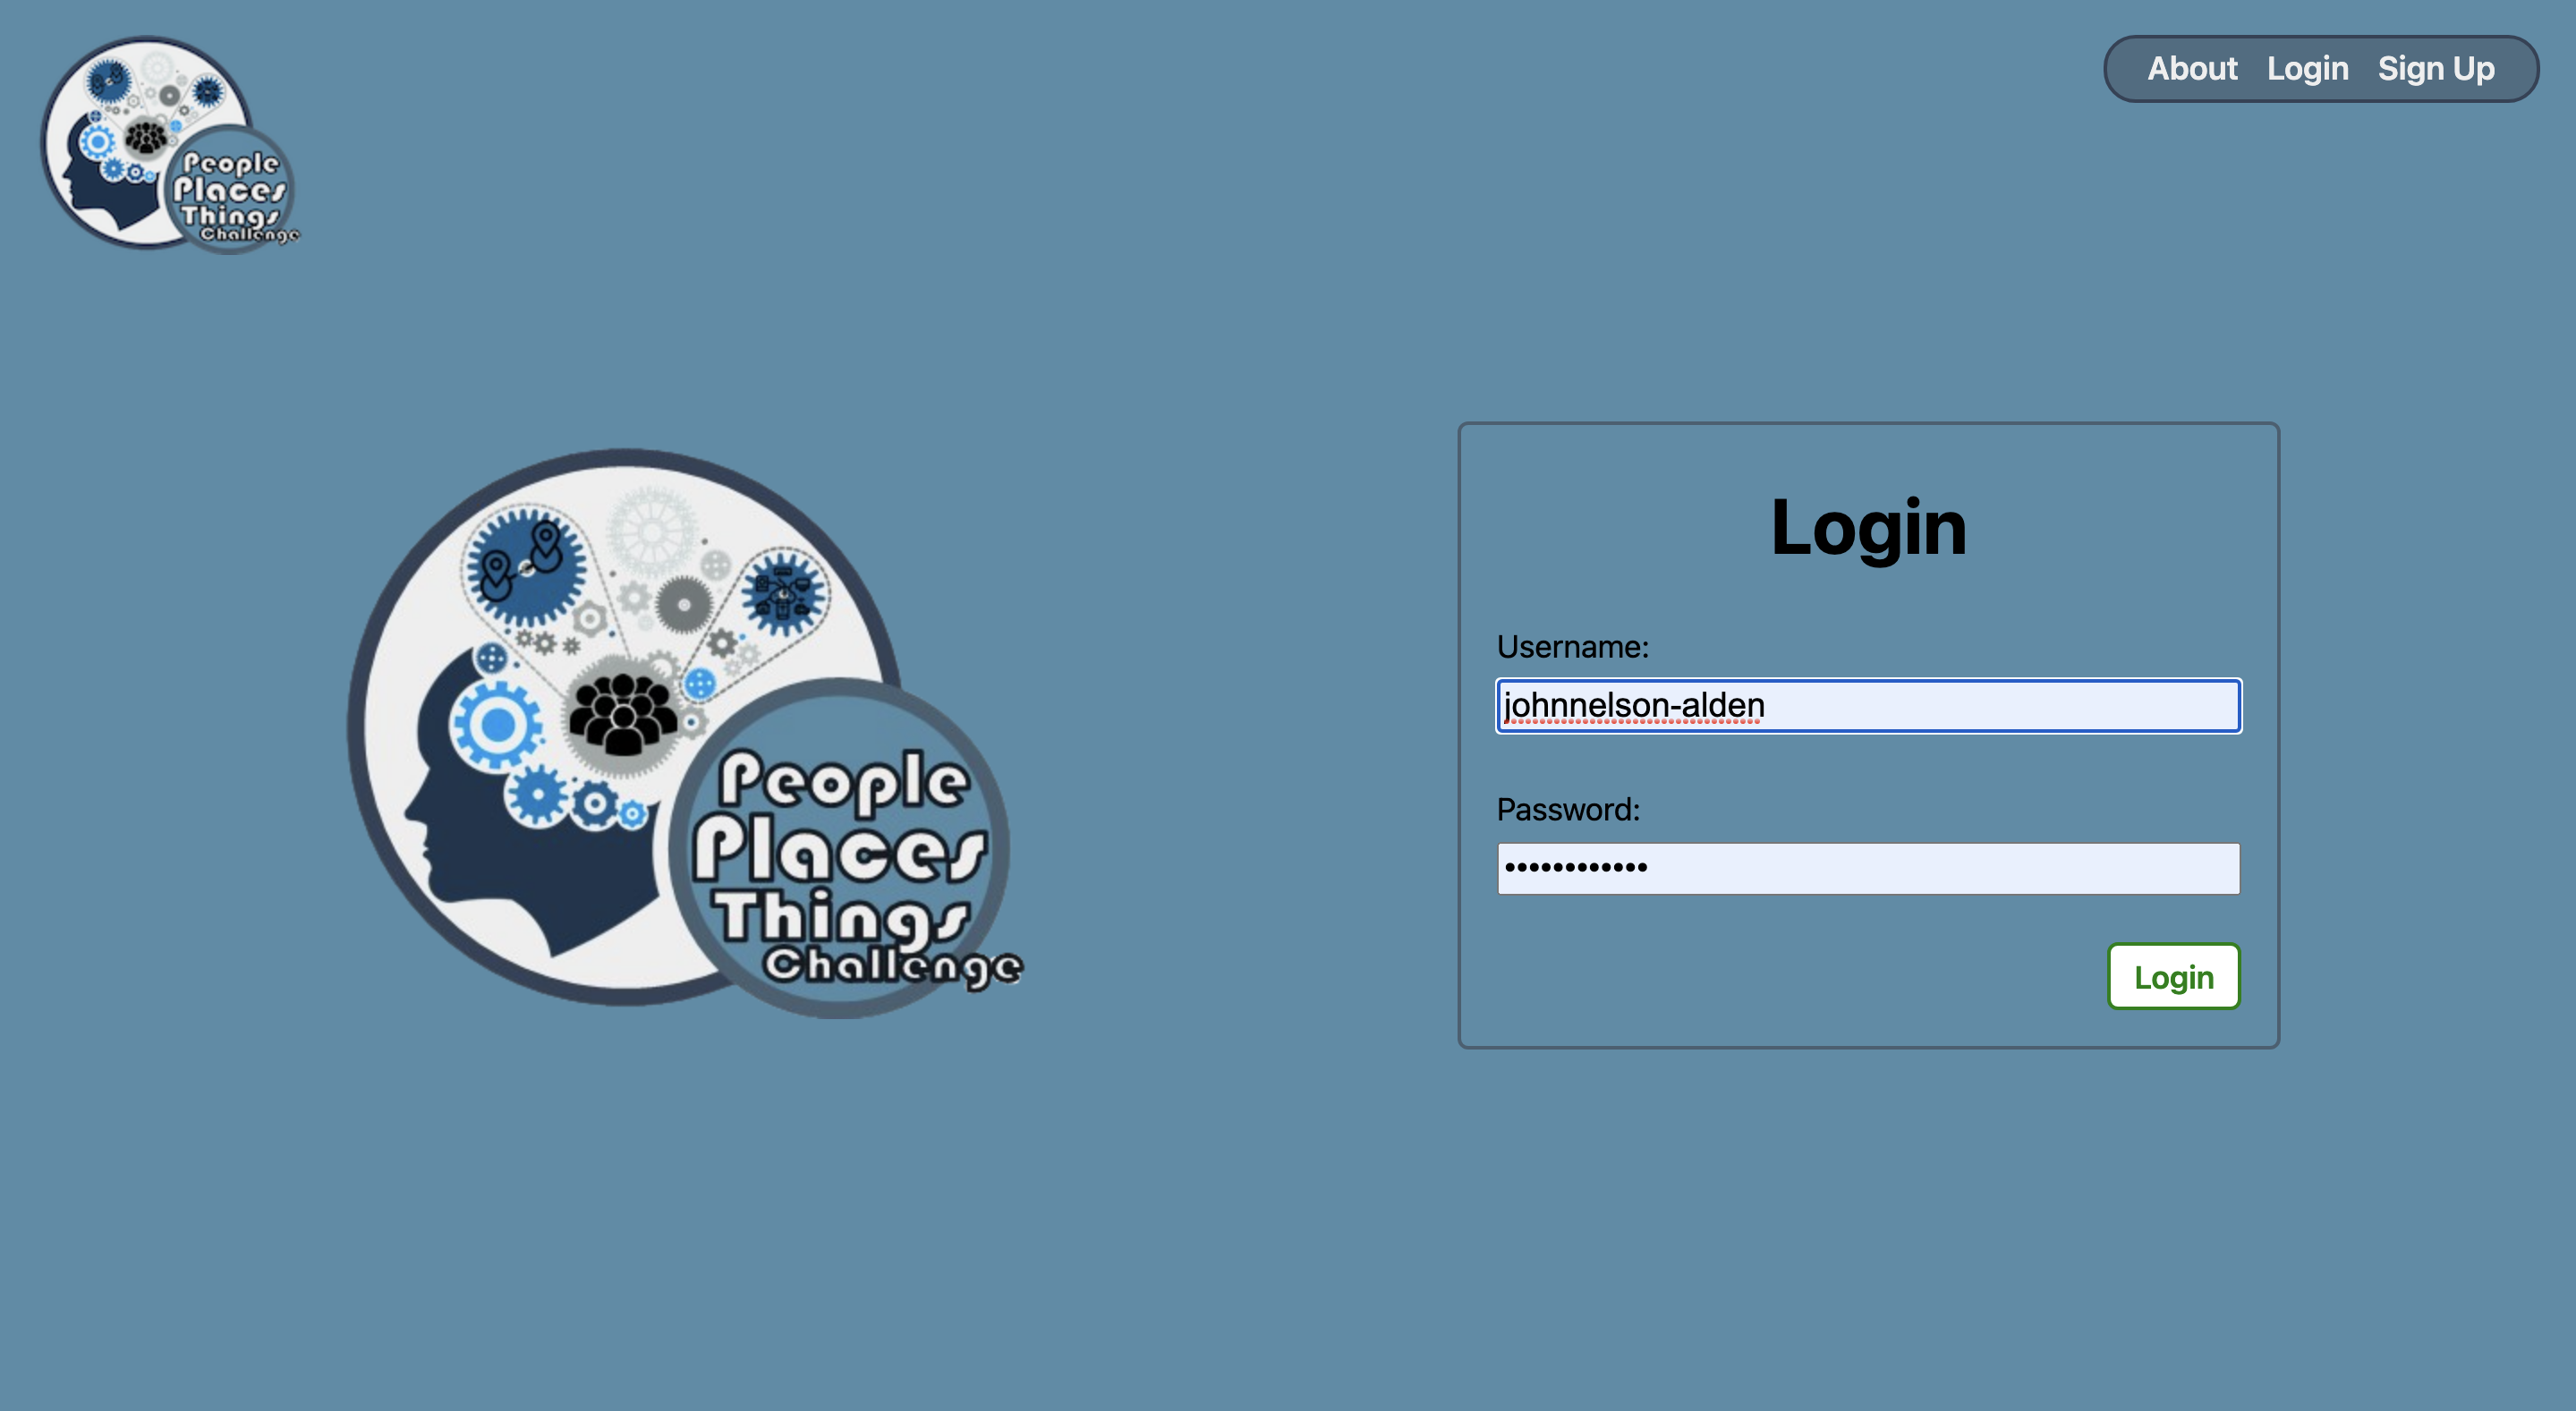 People
Places
Things
Challenge
About Login Sign Up
People
Places
Things
Challenge
Login
Username:
johnnelson-alden
Password:
••••••••••••
Login